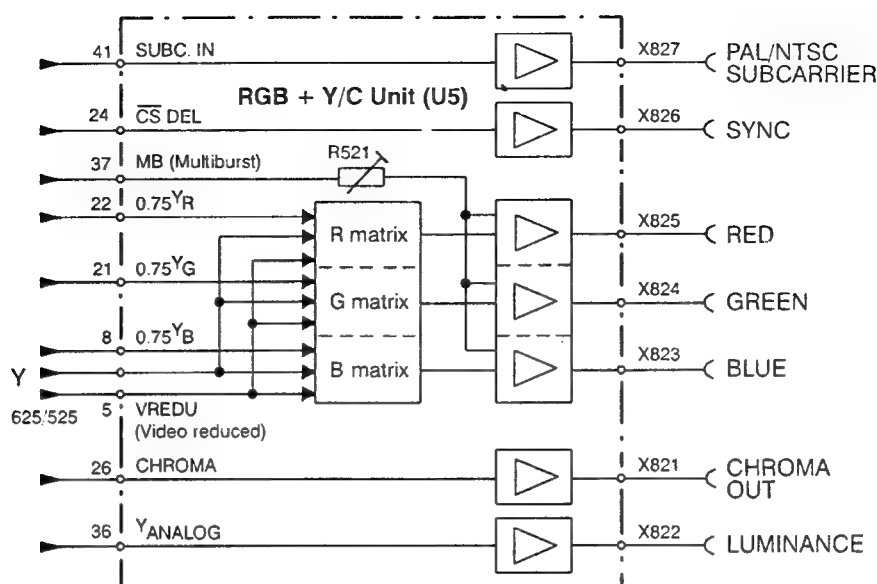 41 SUBC. IN X827 PAL/NTSC
SUBCARRIER
RGB + Y/C Unit (U5)
24 C̅S̅ DEL X826 SYNC
R521
37 MB (Multiburst)
22 0.75YR
R matrix X825 RED
21 0.75YG
G matrix X824 GREEN
8 0.75YB
Y B matrix X823 BLUE
625/525 5 VREDU
(Video reduced)
26 CHROMA X821 CHROMA
OUT
36 YANALOG X822 LUMINANCE